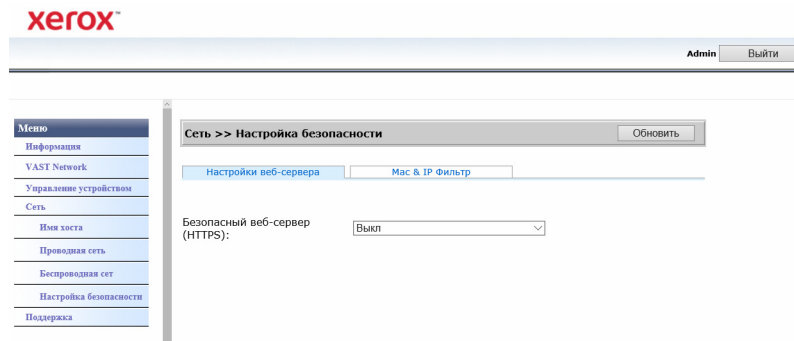 xerox™
Admin
Выйти
Меню
Информация
VAST Network
Управление устройством
Сеть
Имя хоста
Проводная сеть
Беспроводная сет
Настройка безопасности
Поддержка
Сеть >> Настройка безопасности
Обновить
Настройки веб-сервера
Mac & IP Фильтр
Безопасный веб-сервер
(HTTPS):
Выкл